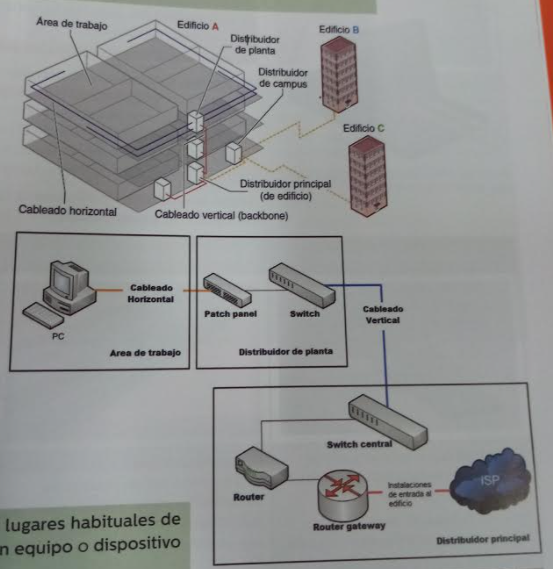 Área de trabajo
Edificio A
Distribuidor
de planta
Edificio B
Distribuidor
de campus
Edificio C
Distribuidor principal
(de edificio)
Cableado horizontal
Cableado vertical (backbone)
Cableado
Horizontal
PC
Area de trabajo
Patch panel
Switch
Distribuidor de planta
Cableado
Vertical
Switch central
Router
Router gateway
Instalaciones
de entrada al
edificio
ISP
Distribuidor principal
lugares habituales de
n equipo o dispositivo